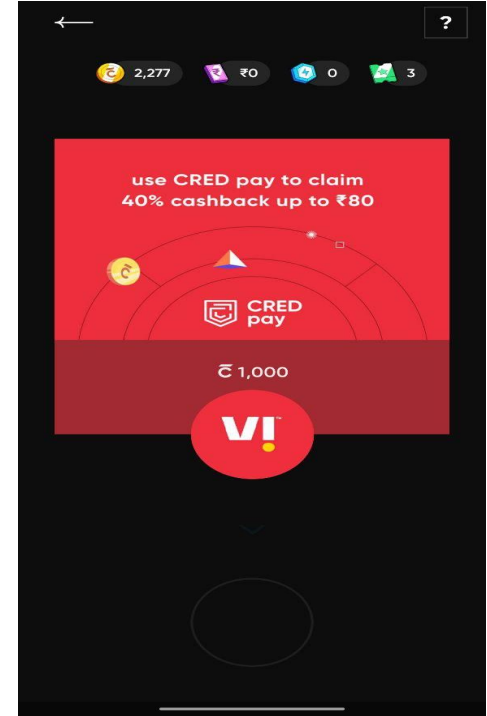 ?
2,277
₹0
0
3
use CRED pay to claim
40% cashback up to ₹80
CRED
pay
c̅ 1,000
VI™